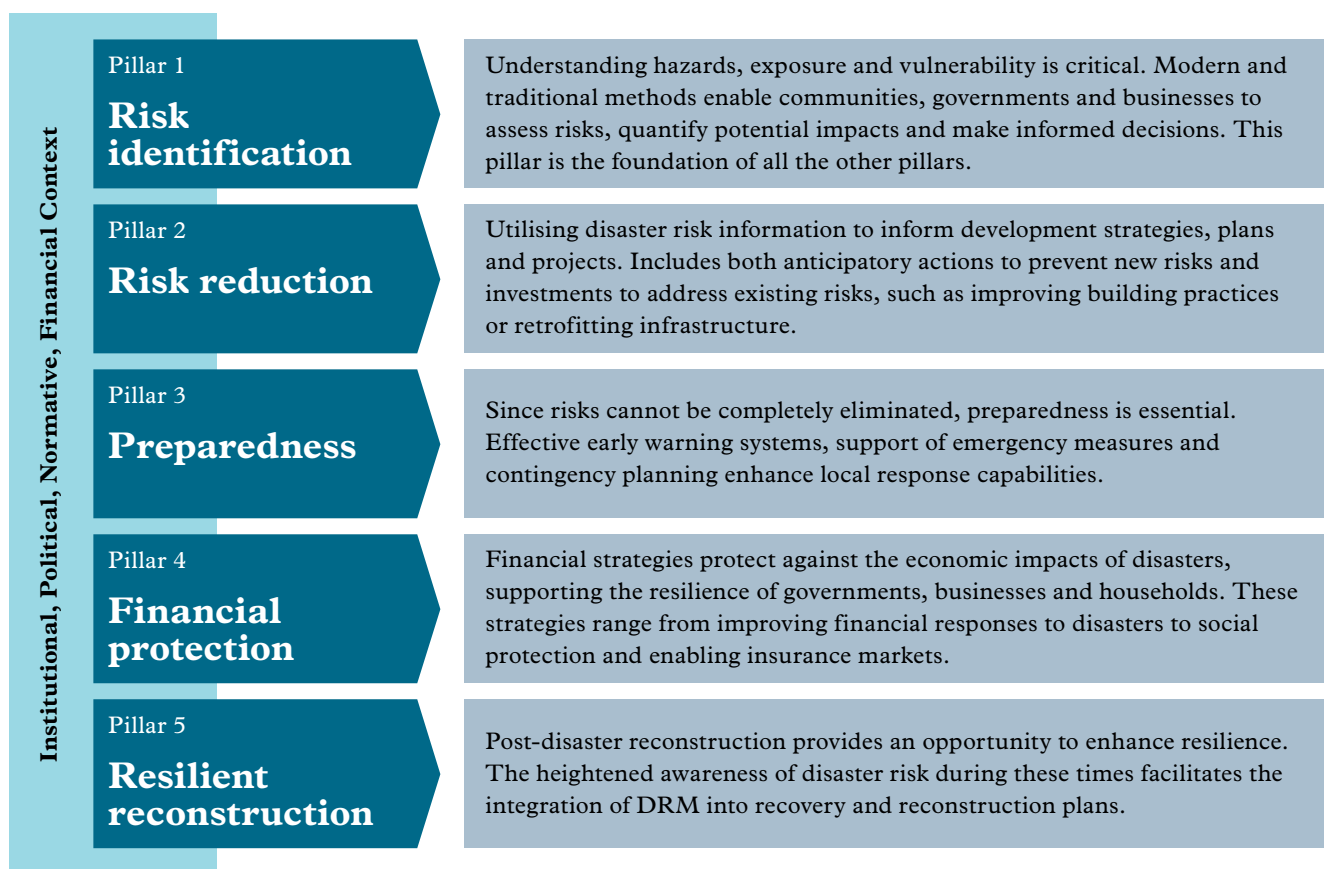 Institutional, Political, Normative, Financial Context
Pillar 1
Risk
identification
Understanding hazards, exposure and vulnerability is critical. Modern and
traditional methods enable communities, governments and businesses to
assess risks, quantify potential impacts and make informed decisions. This
pillar is the foundation of all the other pillars.
Pillar 2
Risk reduction
Utilising disaster risk information to inform development strategies, plans
and projects. Includes both anticipatory actions to prevent new risks and
investments to address existing risks, such as improving building practices
or retrofitting infrastructure.
Pillar 3
Preparedness
Since risks cannot be completely eliminated, preparedness is essential.
Effective early warning systems, support of emergency measures and
contingency planning enhance local response capabilities.
Pillar 4
Financial
protection
Financial strategies protect against the economic impacts of disasters,
supporting the resilience of governments, businesses and households. These
strategies range from improving financial responses to disasters to social
protection and enabling insurance markets.
Pillar 5
Resilient
reconstruction
Post-disaster reconstruction provides an opportunity to enhance resilience.
The heightened awareness of disaster risk during these times facilitates the
integration of DRM into recovery and reconstruction plans.